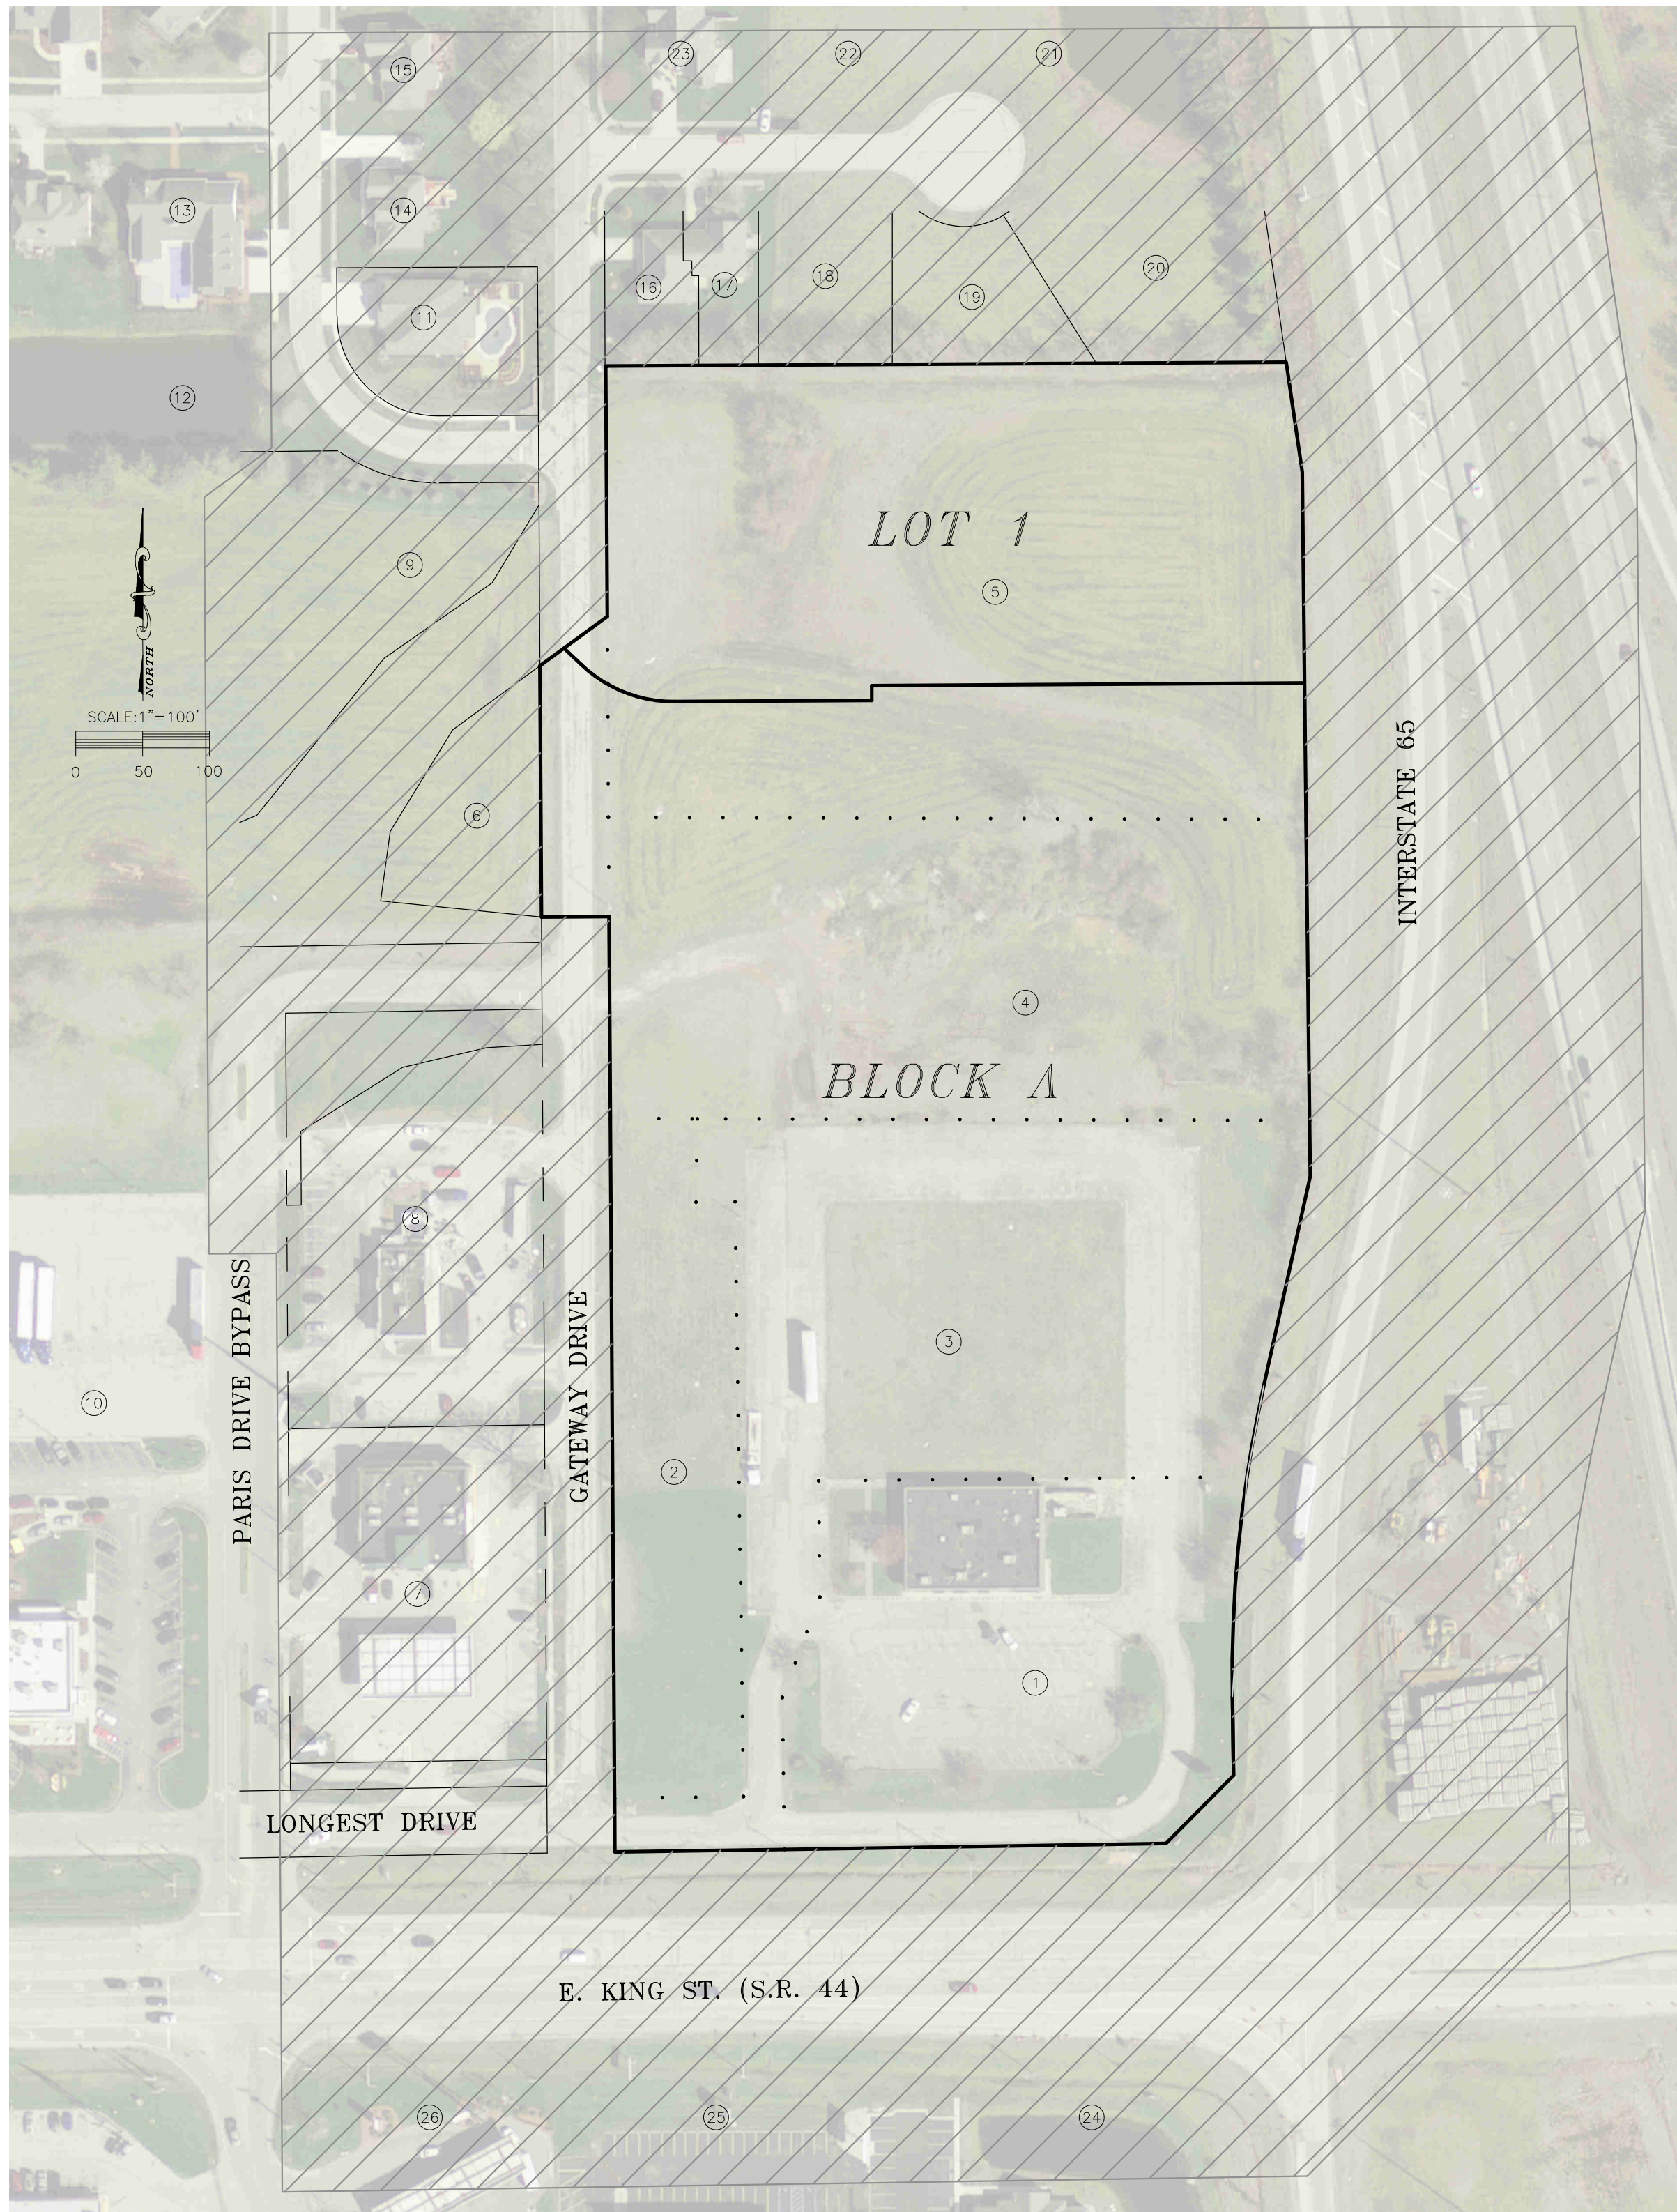 23
22
21
15
13
14
16
17
18
19
20
11
12
LOT 1
9
5
NORTH
SCALE:1"=100'
0 50 100
6
INTERSTATE 65
4
BLOCK A
8
PARIS DRIVE BYPASS
GATEWAY DRIVE
3
10
2
7
1
LONGEST DRIVE
E. KING ST. (S.R. 44)
26
25
24